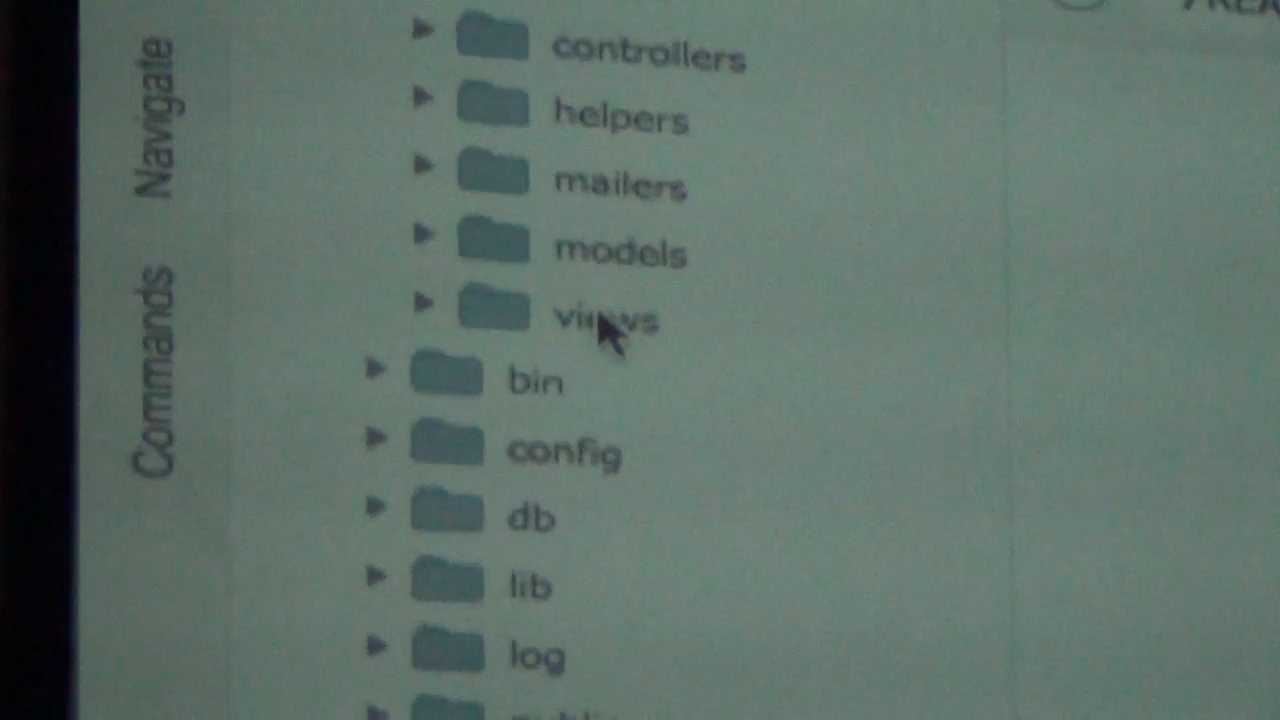 Navigate
Commands
controllers
helpers
mailers
models
views
bin
config
db
lib
log